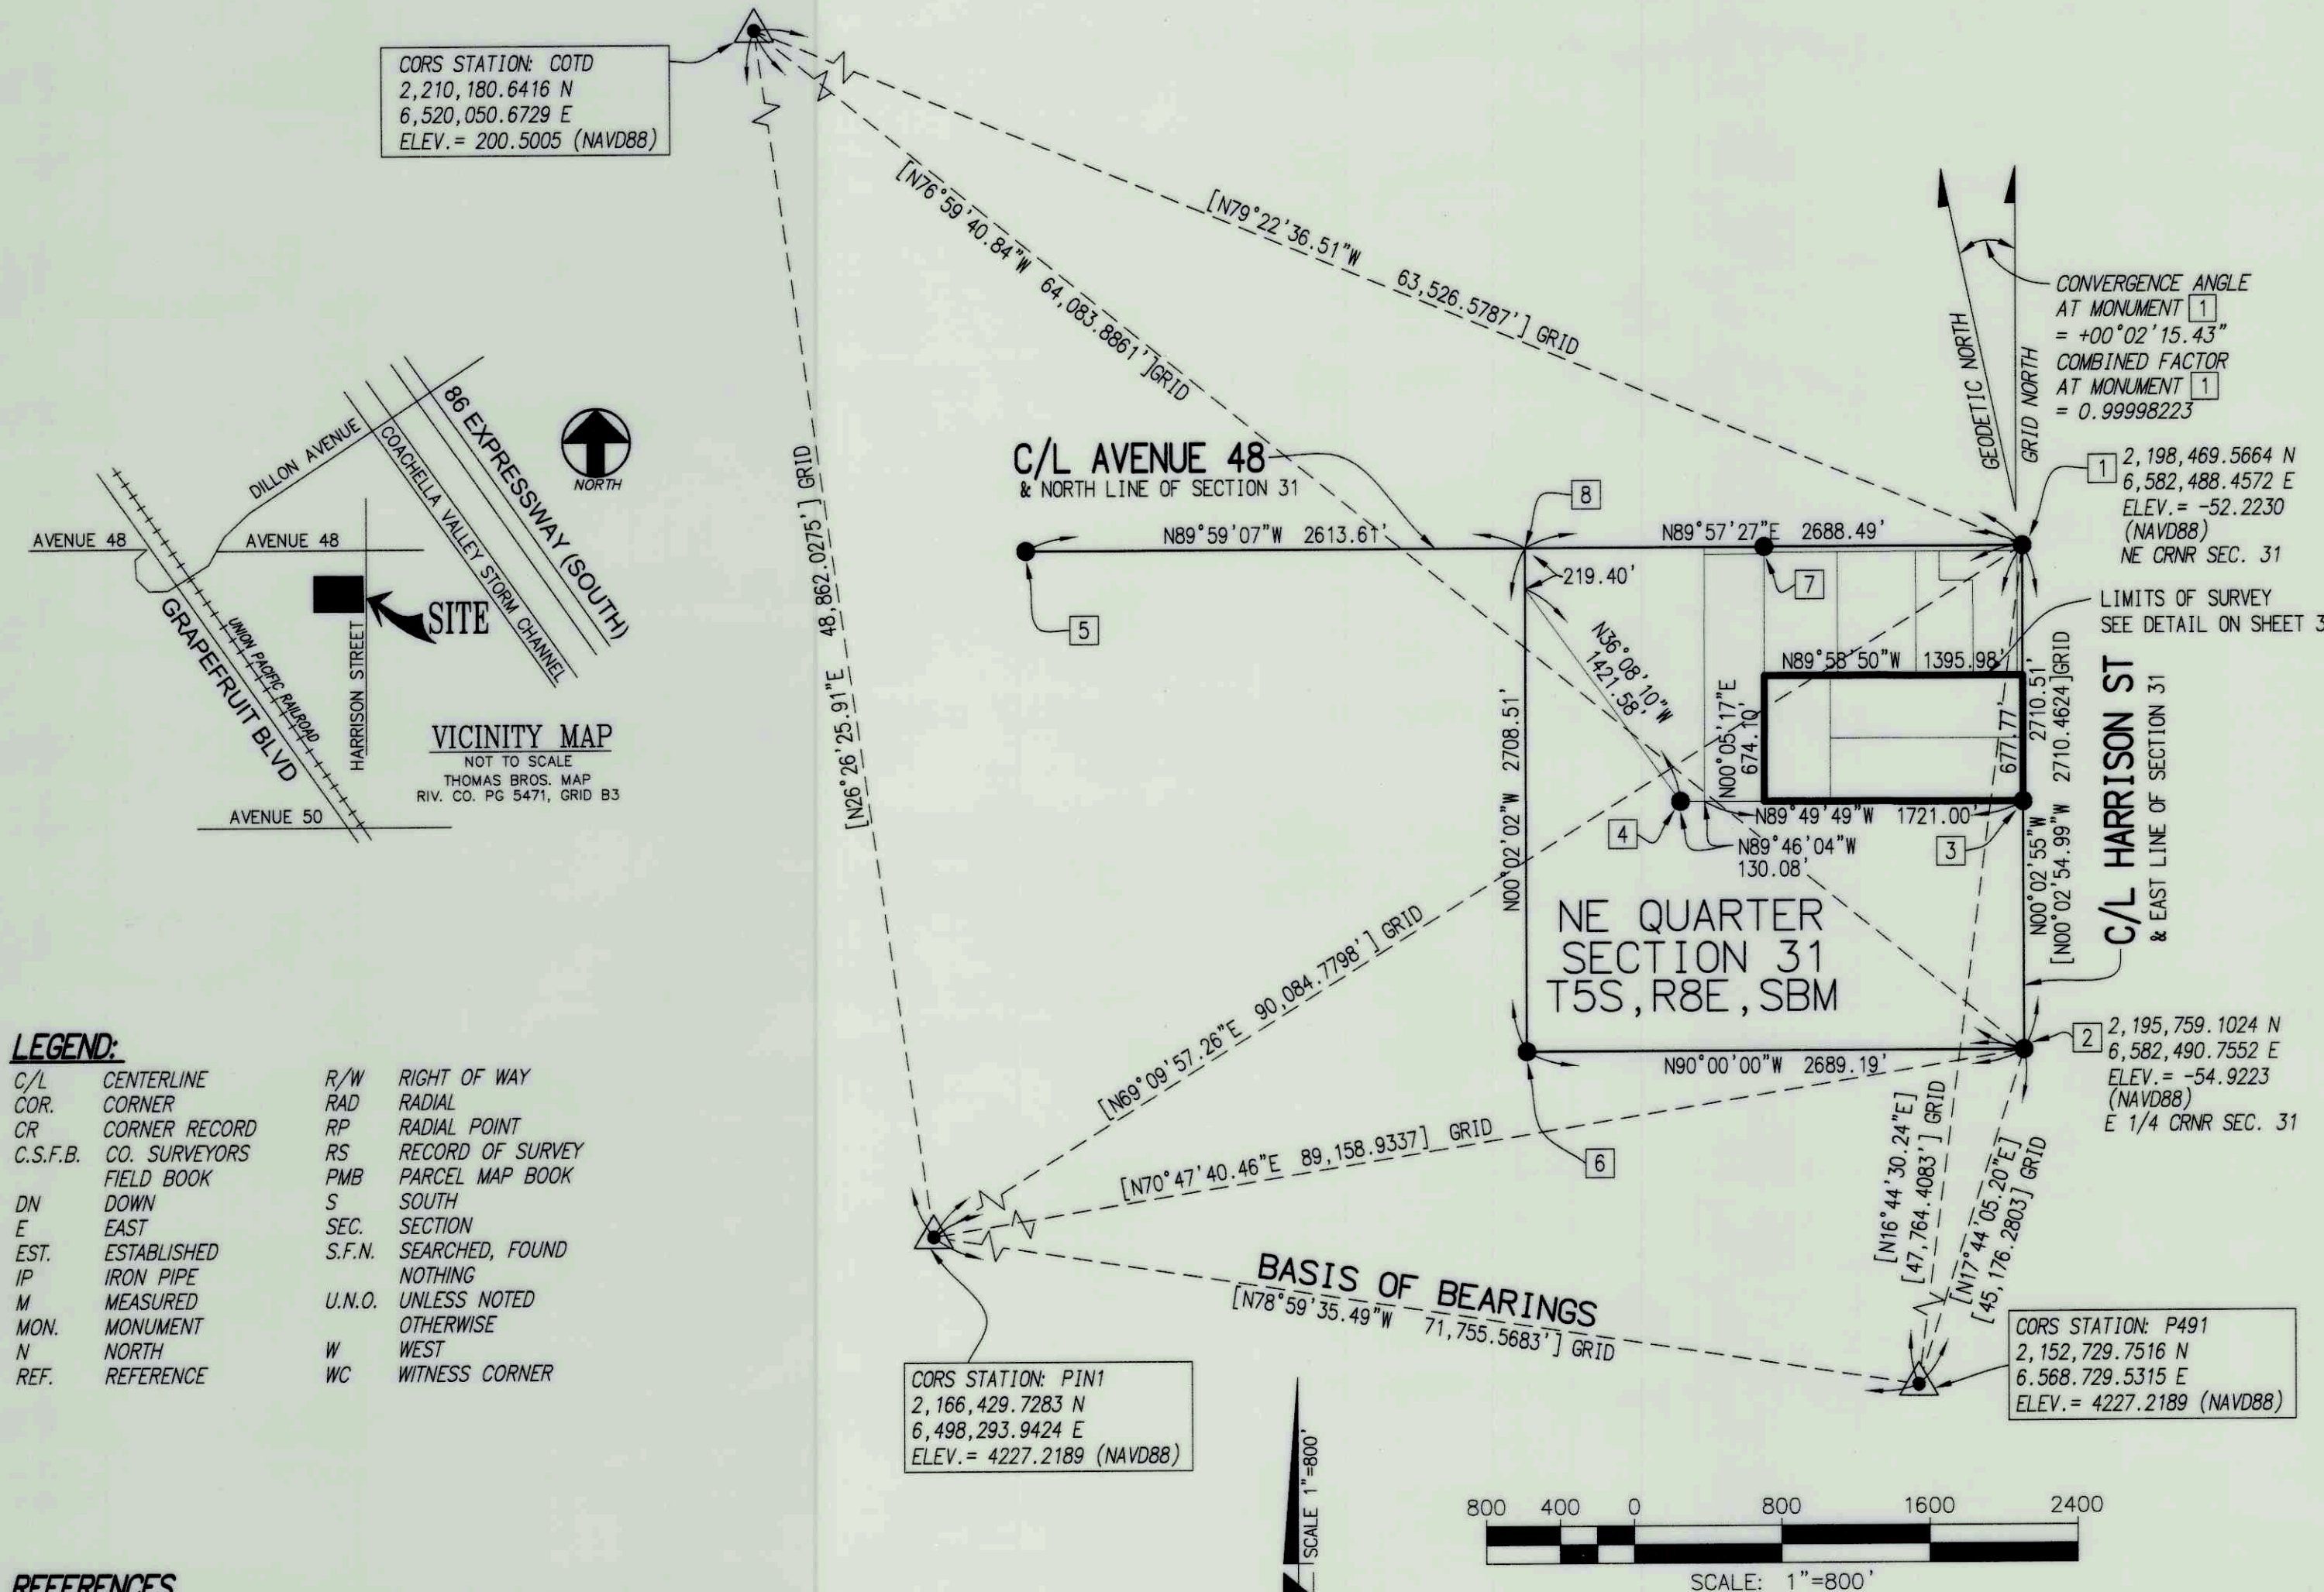 CORS STATION: COTD
2,210,180.6416 N
6,520,050.6729 E
ELEV.= 200.5005 (NAVD88)
[N76°59'40.84"W 64,083.8861']GRID
[N79°22'36.51"W 63,526.5787'] GRID
GEODETIC NORTH
GRID NORTH
CONVERGENCE ANGLE
AT MONUMENT 1
= +00°02'15.43"
COMBINED FACTOR
AT MONUMENT 1
= 0.99998223
1
2,198,469.5664 N
6,582,488.4572 E
ELEV.= -52.2230
(NAVD88)
NE CRNR SEC. 31
LIMITS OF SURVEY
SEE DETAIL ON SHEET 3
C/L AVENUE 48
& NORTH LINE OF SECTION 31
8
N89°59'07"W 2613.61'
N89°57'27"E 2688.49'
5
7
219.40'
N36°08'10"W
1421.58'
N89°58'50"W 1395.98'
N00°05'17"E
674.10'
677.77'
2710.51'
2710.4624]GRID
N00°02'02"W 2708.51'
N89°49'49"W 1721.00'
4
3
N89°46'04"W
130.08'
N00°02'55"W
[N00°02'54.99"W
C/L HARRISON ST
& EAST LINE OF SECTION 31
NE QUARTER
SECTION 31
T5S,R8E,SBM
N90°00'00"W 2689.19'
2
2,195,759.1024 N
6,582,490.7552 E
ELEV.= -54.9223
(NAVD88)
E 1/4 CRNR SEC. 31
6
[N26°26'25.91"E 48,862.0275'] GRID
[N69°09'57.26"E 90,084.7798'] GRID
[N70°47'40.46"E 89,158.9337] GRID
BASIS OF BEARINGS
[N78°59'35.49"W 71,755.5683'] GRID
[N16°44'30.24"E]
[47,764.4083'] GRID
[N17°44'05.20"E]
[45,176.2803] GRID
CORS STATION: P491
2,152,729.7516 N
6.568.729.5315 E
ELEV.= 4227.2189 (NAVD88)
CORS STATION: PIN1
2,166,429.7283 N
6,498,293.9424 E
ELEV.= 4227.2189 (NAVD88)
DILLON AVENUE
COACHELLA VALLEY STORM CHANNEL
86 EXPRESSWAY (SOUTH)
NORTH
AVENUE 48
AVENUE 48
SITE
GRAPEFRUIT BLVD
UNION PACIFIC RAILROAD
HARRISON STREET
AVENUE 50
VICINITY MAP
NOT TO SCALE
THOMAS BROS. MAP
RIV. CO. PG 5471, GRID B3
LEGEND:
C/L CENTERLINE
COR. CORNER
CR CORNER RECORD
C.S.F.B. CO. SURVEYORS
FIELD BOOK
DN DOWN
E EAST
EST. ESTABLISHED
IP IRON PIPE
M MEASURED
MON. MONUMENT
N NORTH
REF. REFERENCE
R/W RIGHT OF WAY
RAD RADIAL
RP RADIAL POINT
RS RECORD OF SURVEY
PMB PARCEL MAP BOOK
S SOUTH
SEC. SECTION
S.F.N. SEARCHED, FOUND
NOTHING
U.N.O. UNLESS NOTED
OTHERWISE
W WEST
WC WITNESS CORNER
SCALE 1"=800'
800 400 0 800 1600 2400
SCALE: 1"=800'
REFERENCES